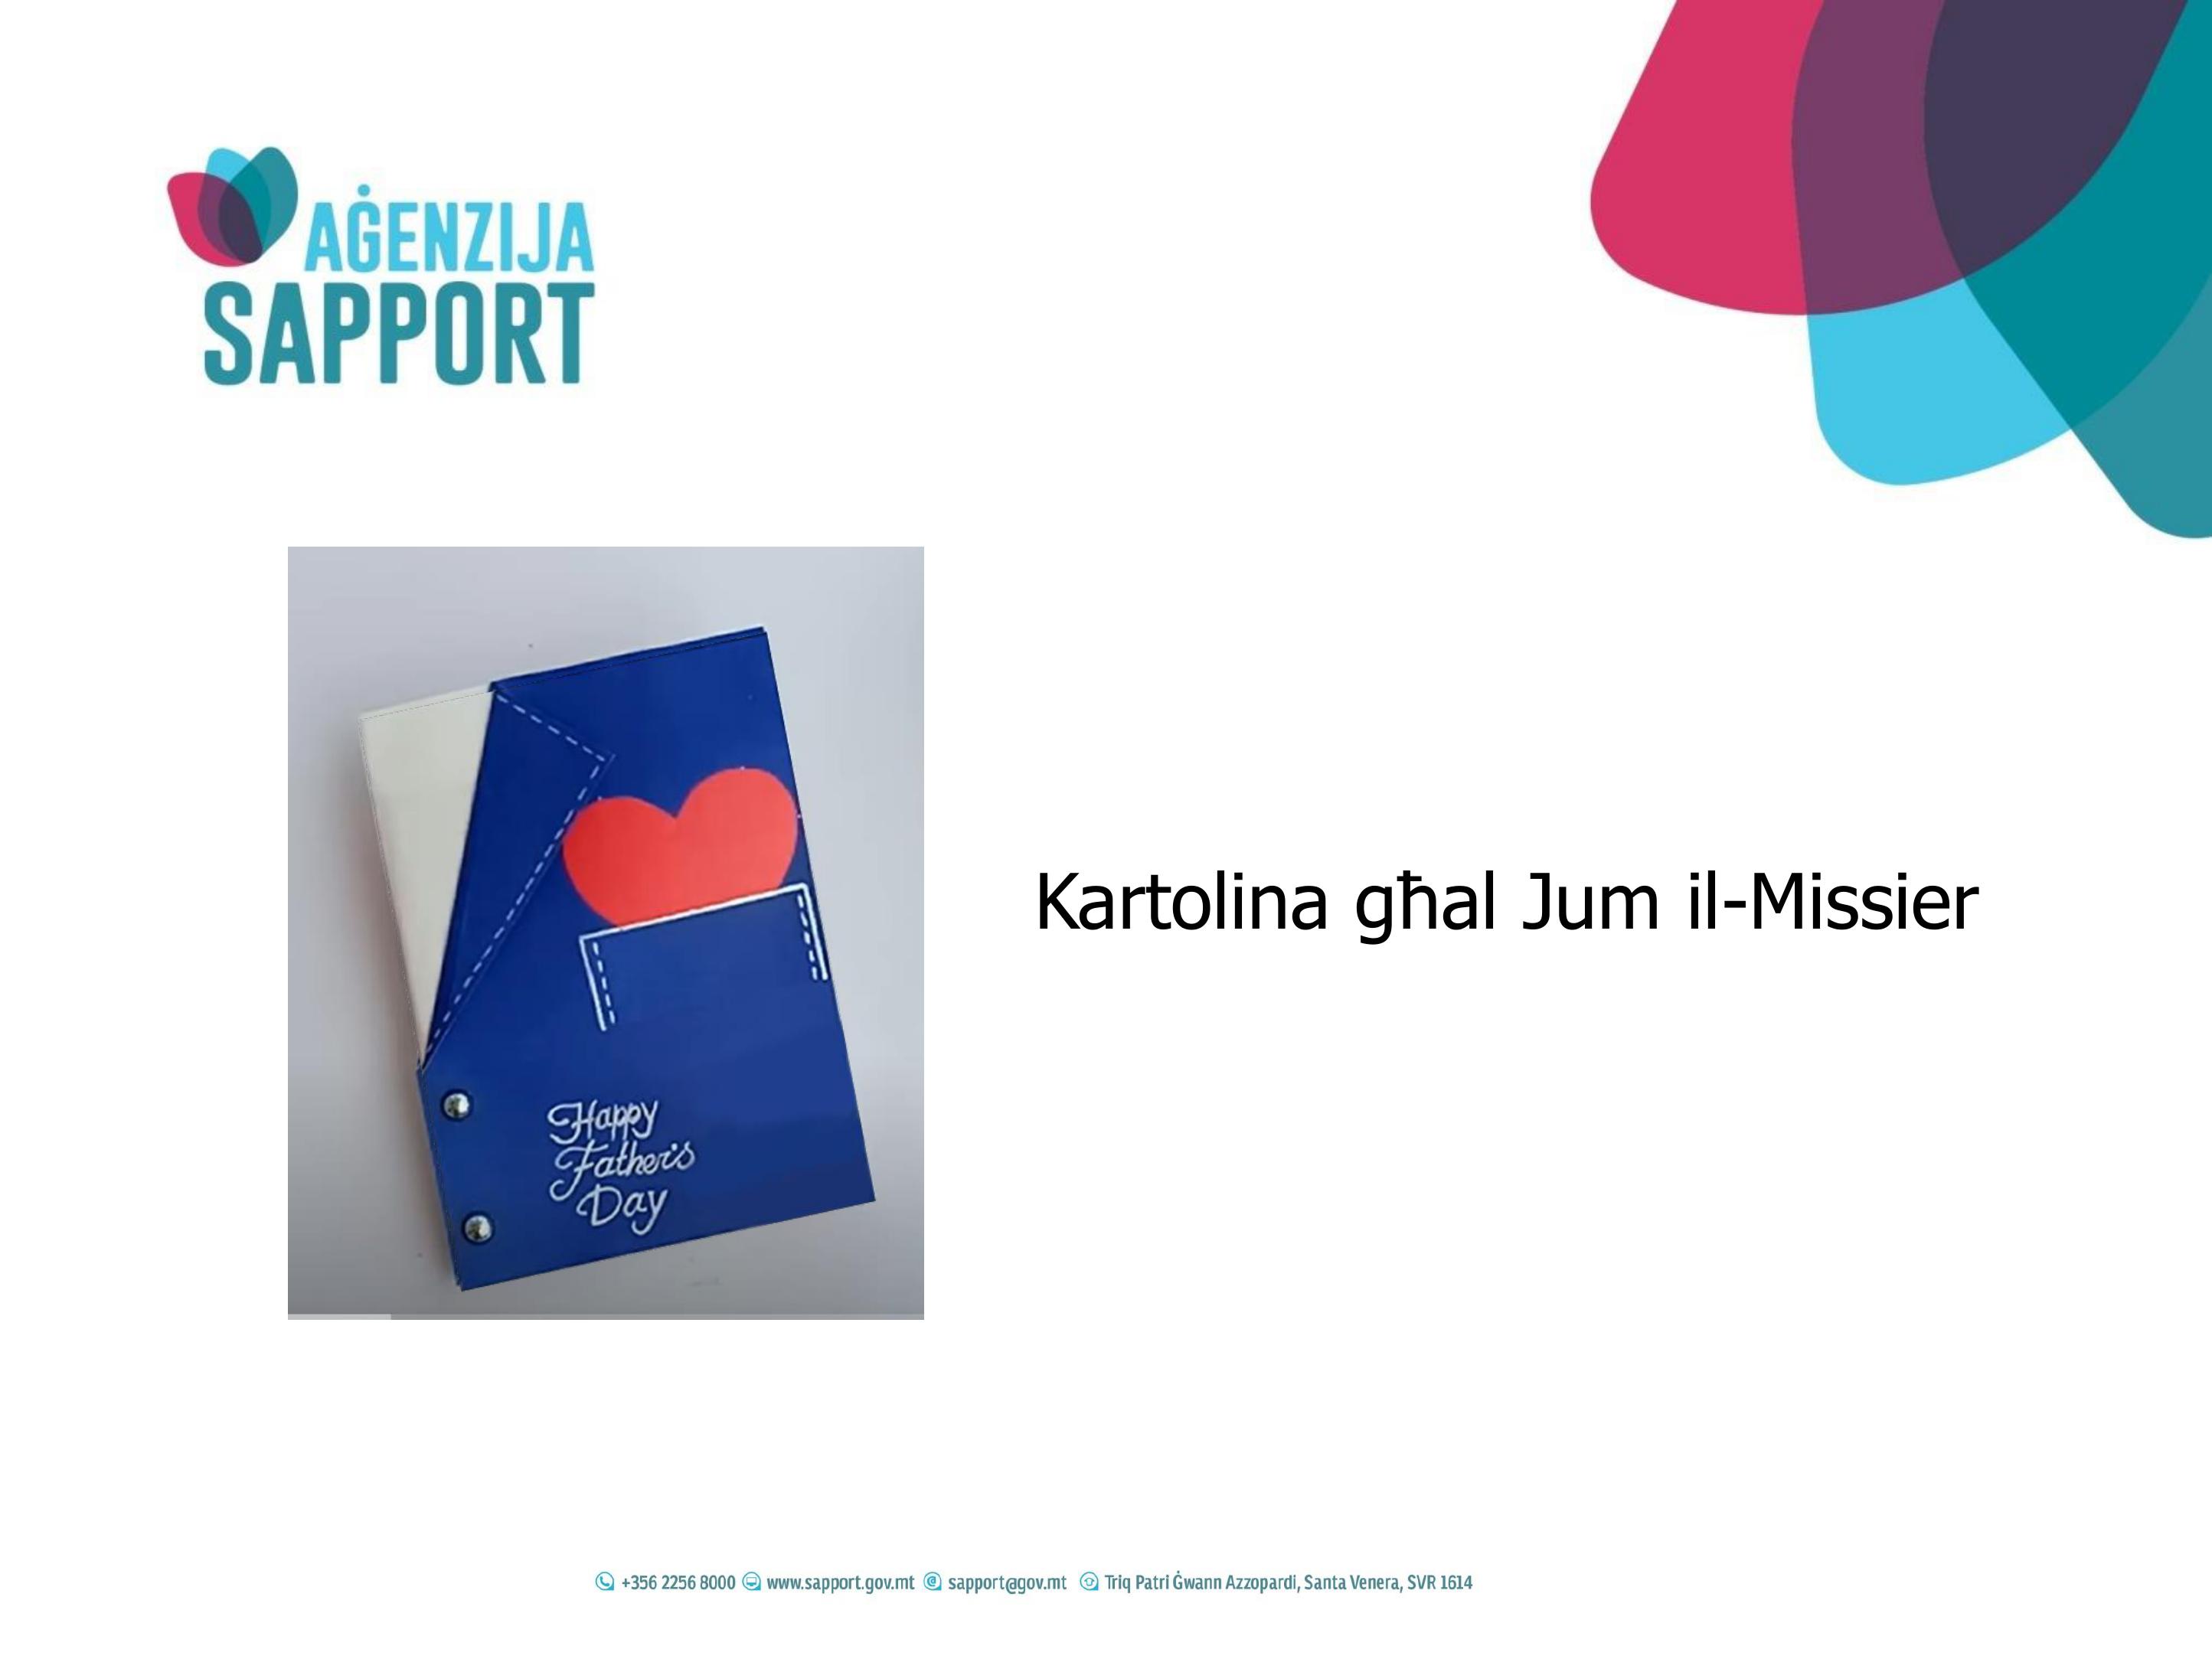 AĠENZIJA
SAPPORT
Kartolina għal Jum il-Missier
Happy
Father's
Day
+356 2256 8000 www.sapport.gov.mt sapport@gov.mt Triq Patri Ġwann Azzopardi, Santa Venera, SVR 1614